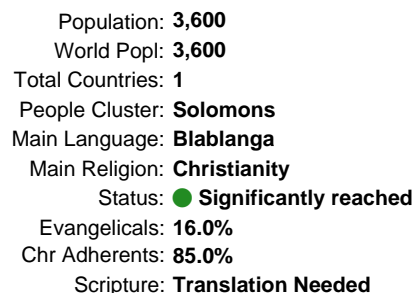 Population: 3,600
World Popl: 3,600
Total Countries: 1
People Cluster: Solomons
Main Language: Blablanga
Main Religion: Christianity
Status: Significantly reached
Evangelicals: 16.0%
Chr Adherents: 85.0%
Scripture: Translation Needed